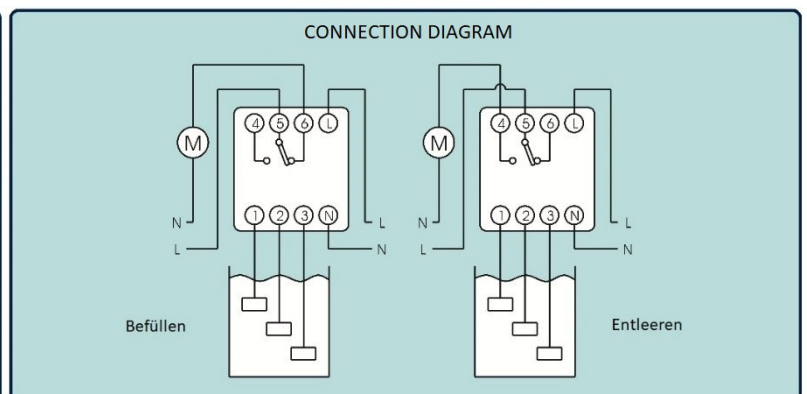 CONNECTION DIAGRAM
4 5 6 L
M
1 2 3 N
N L
L N
Befüllen
4 5 6 L
M
1 2 3 N
N L
L N
Entleeren